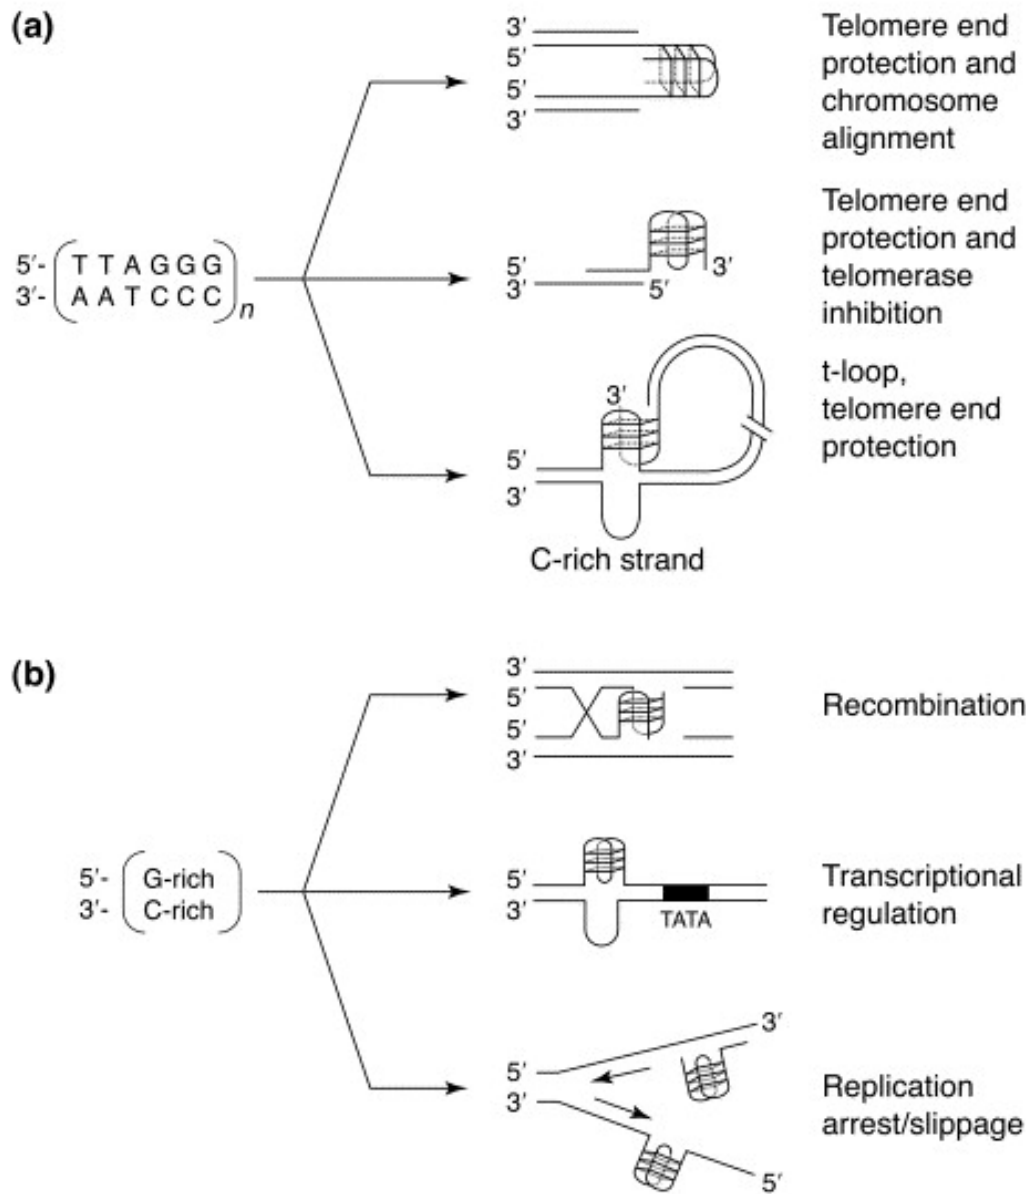 (a)
3′
5′
5′
3′
Telomere end
protection and
chromosome
alignment
5′- ( T T A G G G )
3′- ( A A T C C C ) n
5′
3′
3′
5′
Telomere end
protection and
telomerase
inhibition
3′
5′
3′
t-loop,
telomere end
protection
C-rich strand
(b)
3′
5′
5′
3′
Recombination
5′- ( G-rich )
3′- ( C-rich )
5′
3′
TATA
Transcriptional
regulation
3′
5′
3′
5′
Replication
arrest/slippage